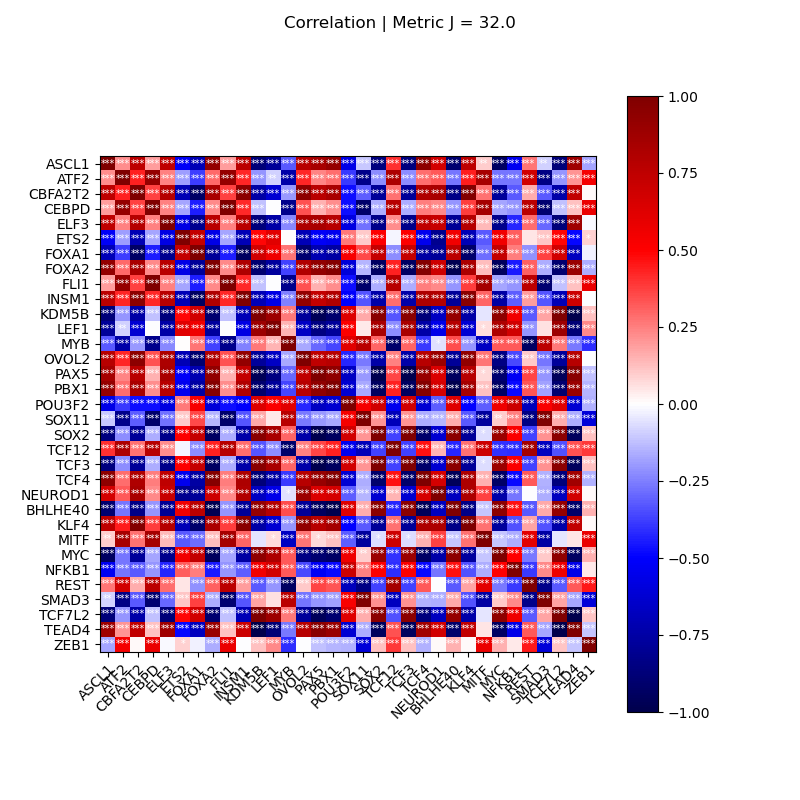 Correlation | Metric J = 32.0
ASCL1
ATF2
CBFA2T2
CEBPD
ELF3
ETS2
FOXA1
FOXA2
FLI1
INSM1
KDM5B
LEF1
MYB
OVOL2
PAX5
PBX1
POU3F2
SOX11
SOX2
TCF12
TCF3
TCF4
NEUROD1
BHLHE40
KLF4
MITF
MYC
NFKB1
REST
SMAD3
TCF7L2
TEAD4
ZEB1
ASCL1
ATF2
CBFA2T2
CEBPD
ELF3
ETS2
FOXA1
FOXA2
FLI1
INSM1
KDM5B
LEF1
MYB
OVOL2
PAX5
PBX1
POU3F2
SOX11
SOX2
TCF12
TCF3
TCF4
NEUROD1
BHLHE40
KLF4
MITF
MYC
NFKB1
REST
SMAD3
TCF7L2
TEAD4
ZEB1
1.00
0.75
0.50
0.25
0.00
−0.25
−0.50
−0.75
−1.00